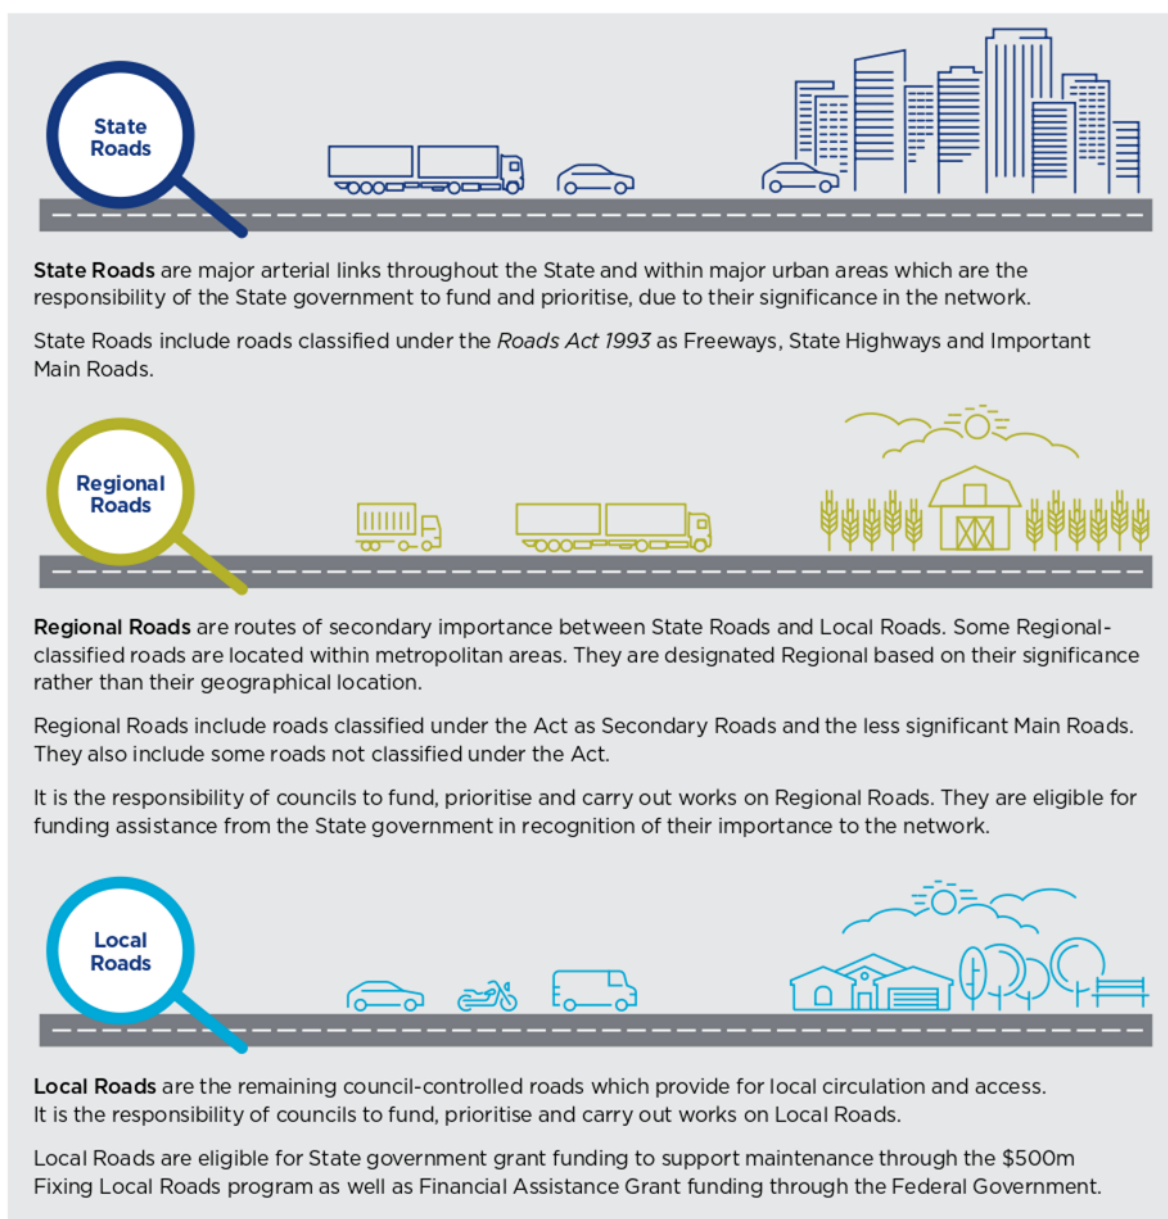 State
Roads
State Roads are major arterial links throughout the State and within major urban areas which are the
responsibility of the State government to fund and prioritise, due to their significance in the network.
State Roads include roads classified under the Roads Act 1993 as Freeways, State Highways and Important
Main Roads.
Regional
Roads
Regional Roads are routes of secondary importance between State Roads and Local Roads. Some Regional-
classified roads are located within metropolitan areas. They are designated Regional based on their significance
rather than their geographical location.
Regional Roads include roads classified under the Act as Secondary Roads and the less significant Main Roads.
They also include some roads not classified under the Act.
It is the responsibility of councils to fund, prioritise and carry out works on Regional Roads. They are eligible for
funding assistance from the State government in recognition of their importance to the network.
Local
Roads
Local Roads are the remaining council-controlled roads which provide for local circulation and access.
It is the responsibility of councils to fund, prioritise and carry out works on Local Roads.
Local Roads are eligible for State government grant funding to support maintenance through the $500m
Fixing Local Roads program as well as Financial Assistance Grant funding through the Federal Government.